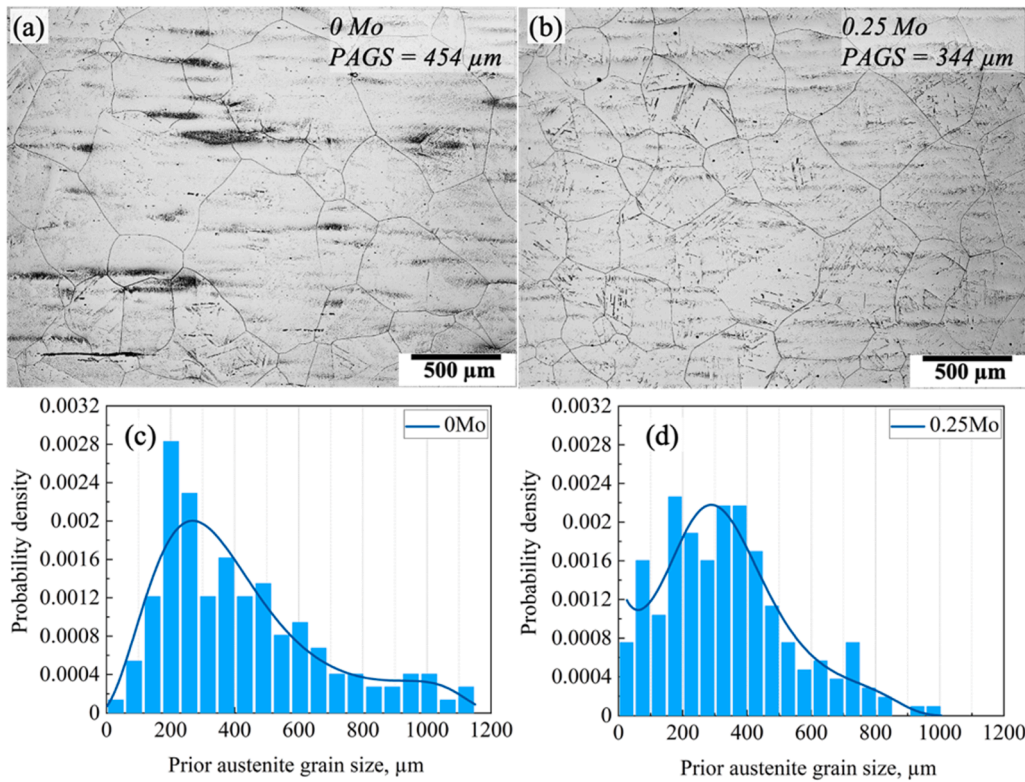 (a)
0 Mo
PAGS = 454 µm
500 µm
(b)
0.25 Mo
PAGS = 344 µm
500 µm
(c)
0Mo
Probability density
0.0032
0.0028
0.0024
0.002
0.0016
0.0012
0.0008
0.0004
0
0 200 400 600 800 1000 1200
Prior austenite grain size, µm
(d)
0.25Mo
Probability density
0.0032
0.0028
0.0024
0.002
0.0016
0.0012
0.0008
0.0004
0
0 200 400 600 800 1000 1200
Prior austenite grain size, µm